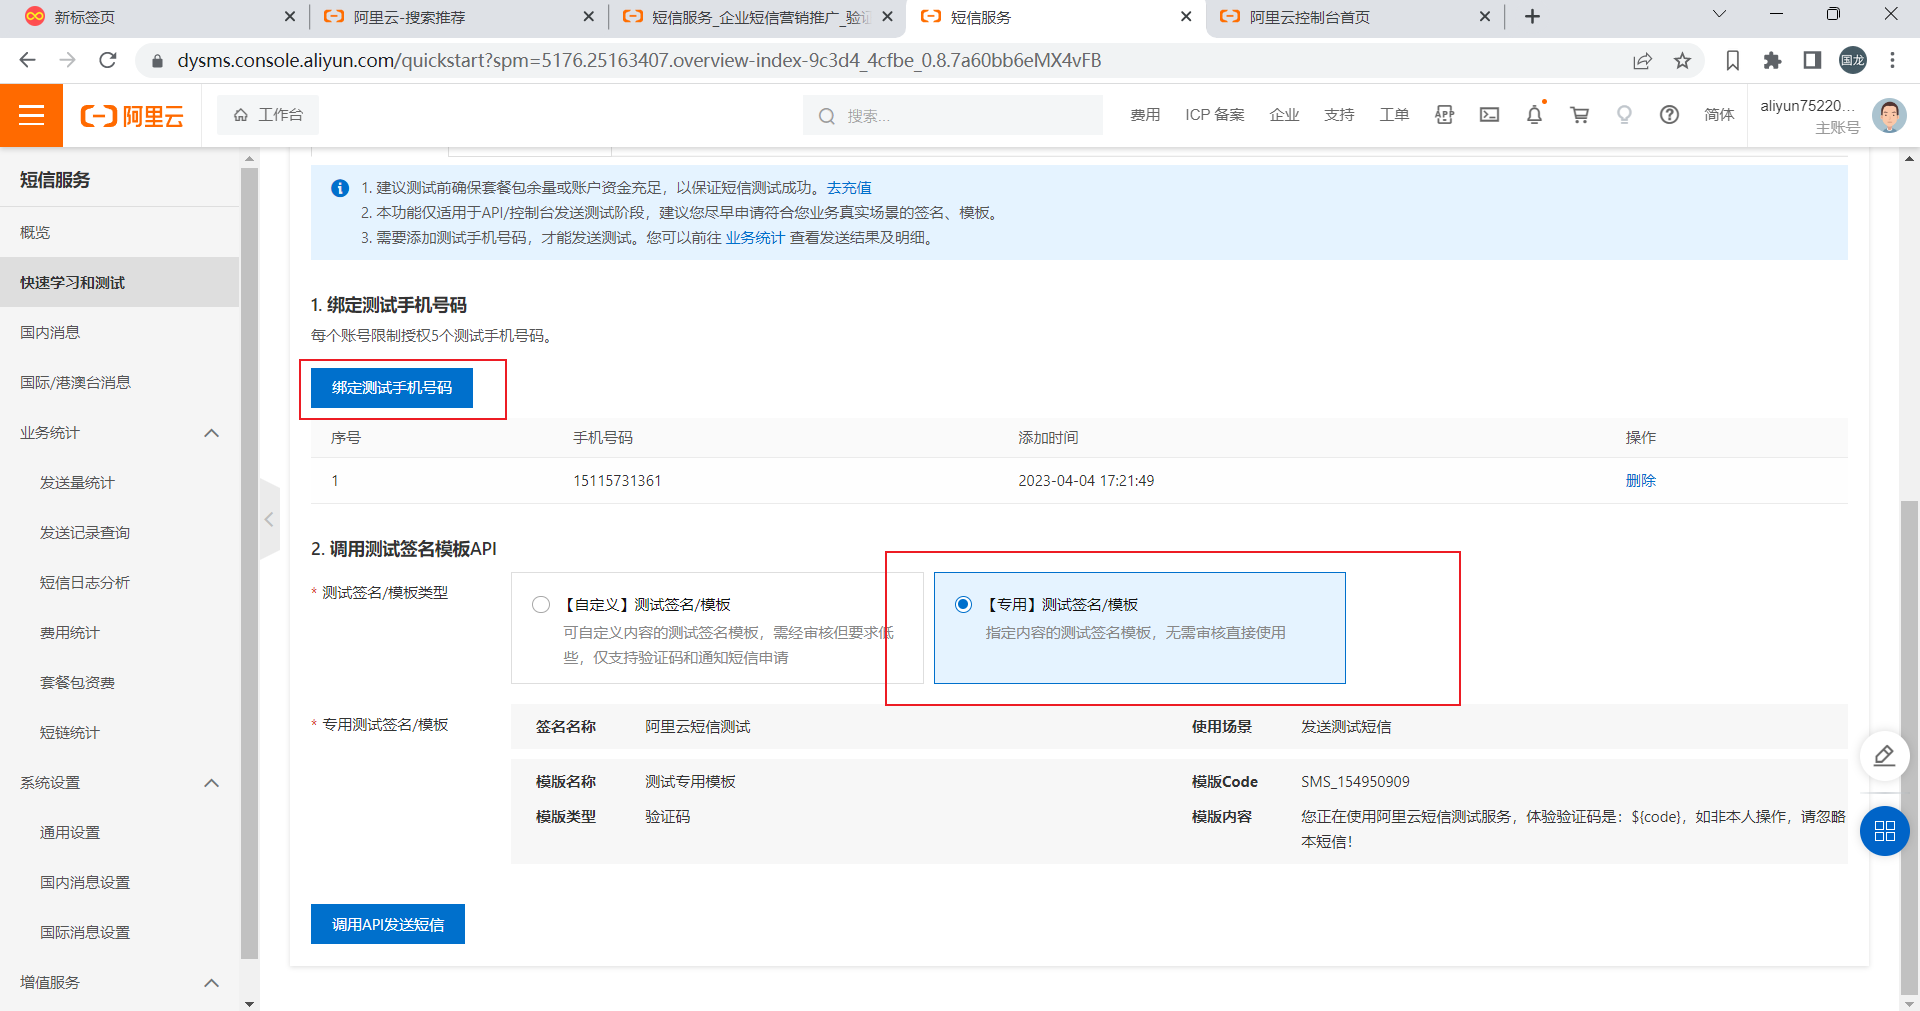 新标签页
阿里云-搜索推荐
短信服务_企业短信营销推广_验证
短信服务
阿里云控制台首页
dysms.console.aliyun.com/quickstart?spm=5176.25163407.overview-index-9c3d4_4cfbe_0.8.7a60bb6eMX4vFB
国龙
阿里云
工作台
搜索...
费用
ICP 备案
企业
支持
工单
APP
简体
aliyun75220...
主账号
短信服务
概览
快速学习和测试
国内消息
国际/港澳台消息
业务统计
发送量统计
发送记录查询
短信日志分析
费用统计
套餐包资费
短链统计
系统设置
通用设置
国内消息设置
国际消息设置
增值服务
1. 建议测试前确保套餐包余量或账户资金充足，以保证短信测试成功。去充值
2. 本功能仅适用于API/控制台发送测试阶段，建议您尽早申请符合您业务真实场景的签名、模板。
3. 需要添加测试手机号码，才能发送测试。您可以前往 业务统计 查看发送结果及明细。
1. 绑定测试手机号码
每个账号限制授权5个测试手机号码。
绑定测试手机号码
序号 手机号码 添加时间 操作
1 15115731361 2023-04-04 17:21:49 删除
2. 调用测试签名模板API
* 测试签名/模板类型
【自定义】测试签名/模板
可自定义内容的测试签名模板，需经审核但要求低
些，仅支持验证码和通知短信申请
【专用】测试签名/模板
指定内容的测试签名模板，无需审核直接使用
* 专用测试签名/模板
签名名称 阿里云短信测试 使用场景 发送测试短信
模版名称 测试专用模板 模版Code SMS_154950909
模版类型 验证码 模版内容 您正在使用阿里云短信测试服务，体验验证码是：${code}，如非本人操作，请忽略
本短信！
调用API发送短信